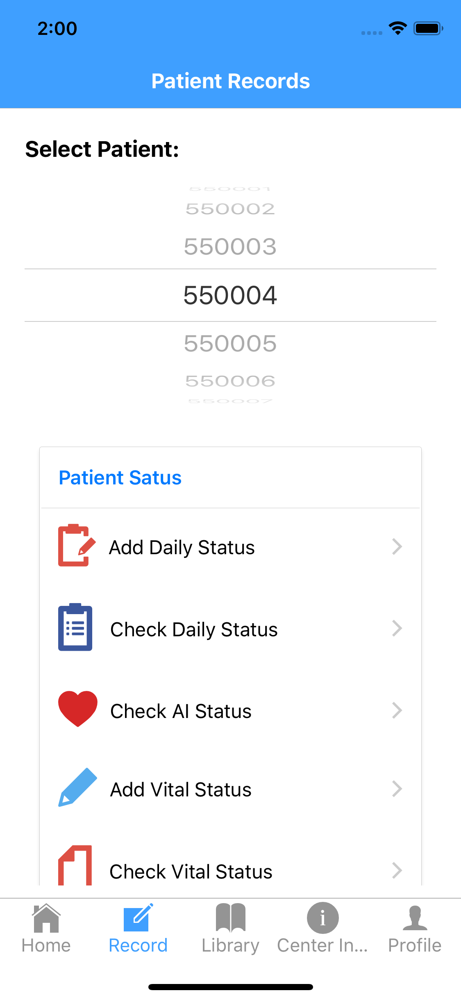 2:00
Patient Records
Select Patient:
550001
550002
550003
550004
550005
550006
550007
Patient Satus
Add Daily Status
Check Daily Status
Check AI Status
Add Vital Status
Check Vital Status
Home
Record
Library
Center In...
Profile